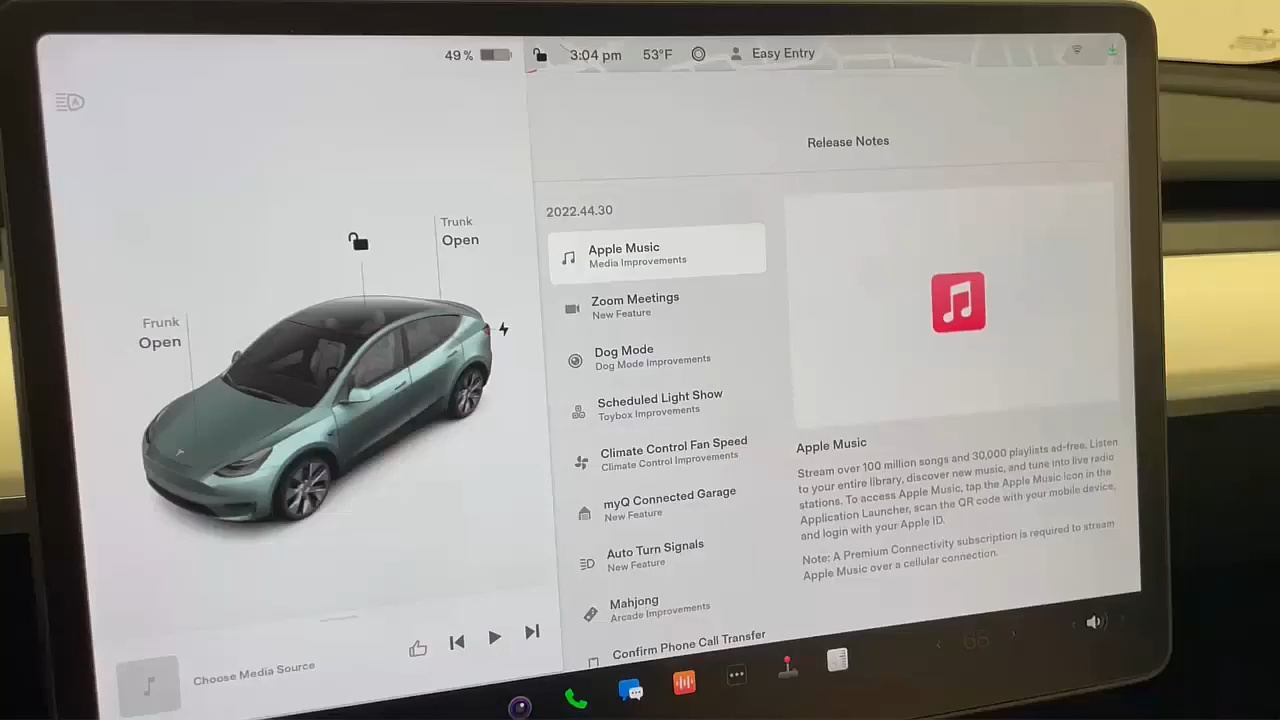 49 %
3:04 pm
53°F
Easy Entry
Release Notes
Trunk
Open
Frunk
Open
2022.44.30
Apple Music
Media Improvements
Zoom Meetings
New Feature
Dog Mode
Dog Mode Improvements
Scheduled Light Show
Toybox Improvements
Climate Control Fan Speed
Climate Control Improvements
myQ Connected Garage
New Feature
Auto Turn Signals
New Feature
Mahjong
Arcade Improvements
Confirm Phone Call Transfer
Apple Music
Stream over 100 million songs and 30,000 playlists ad-free. Listen
to your entire library, discover new music, and tune into live radio
stations. To access Apple Music, tap the Apple Music icon in the
Application Launcher, scan the QR code with your mobile device,
and login with your Apple ID.
Note: A Premium Connectivity subscription is required to stream
Apple Music over a cellular connection.
Choose Media Source